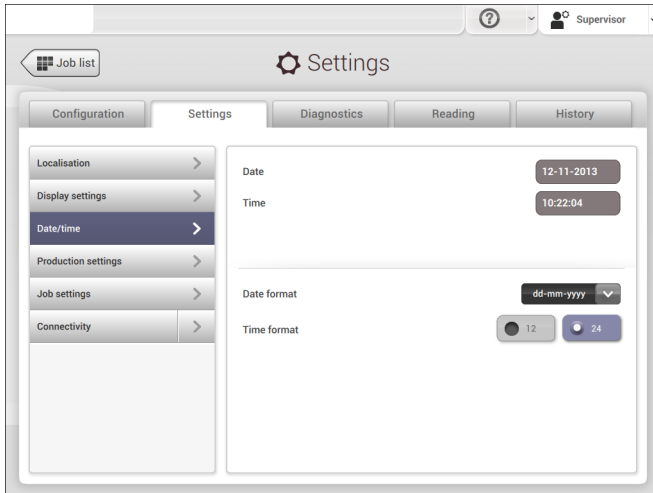 ? Supervisor
Job list
Settings
Configuration Settings Diagnostics Reading History
Localisation
Display settings
Date/time
Production settings
Job settings
Connectivity
Date 12-11-2013
Time 10:22:04
Date format dd-mm-yyyy
Time format 12 24